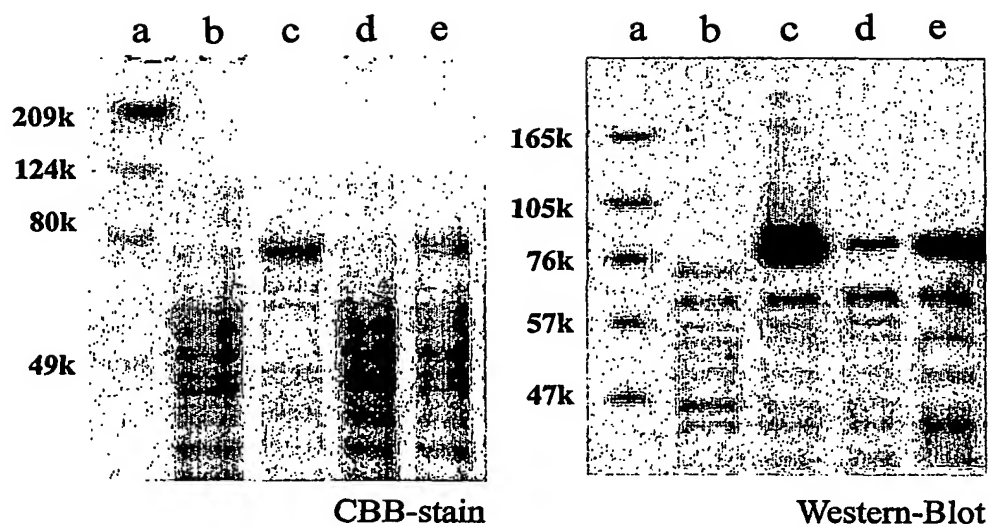 a b c d e
209k
124k
80k
49k
CBB-stain
a b c d e
165k
105k
76k
57k
47k
Western-Blot